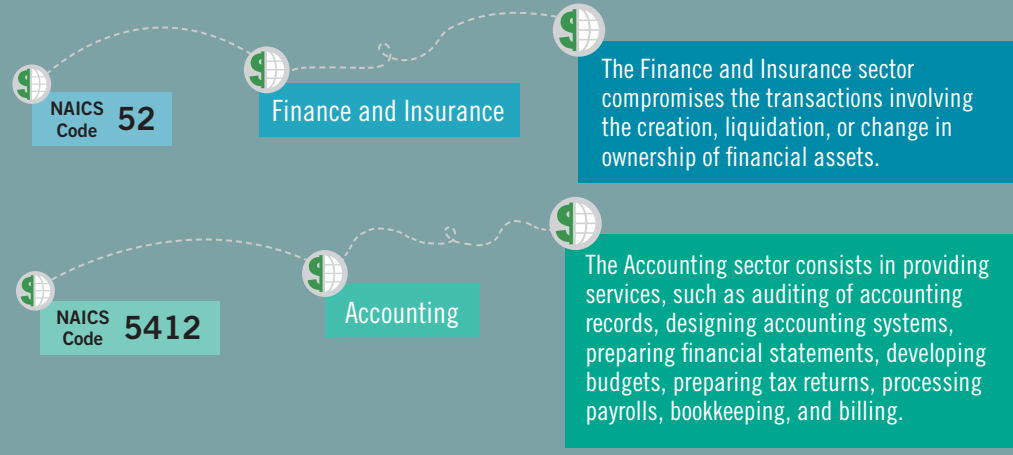 NAICS
Code
52
Finance and Insurance
The Finance and Insurance sector
compromises the transactions involving
the creation, liquidation, or change in
ownership of financial assets.
NAICS
Code
5412
Accounting
The Accounting sector consists in providing
services, such as auditing of accounting
records, designing accounting systems,
preparing financial statements, developing
budgets, preparing tax returns, processing
payrolls, bookkeeping, and billing.